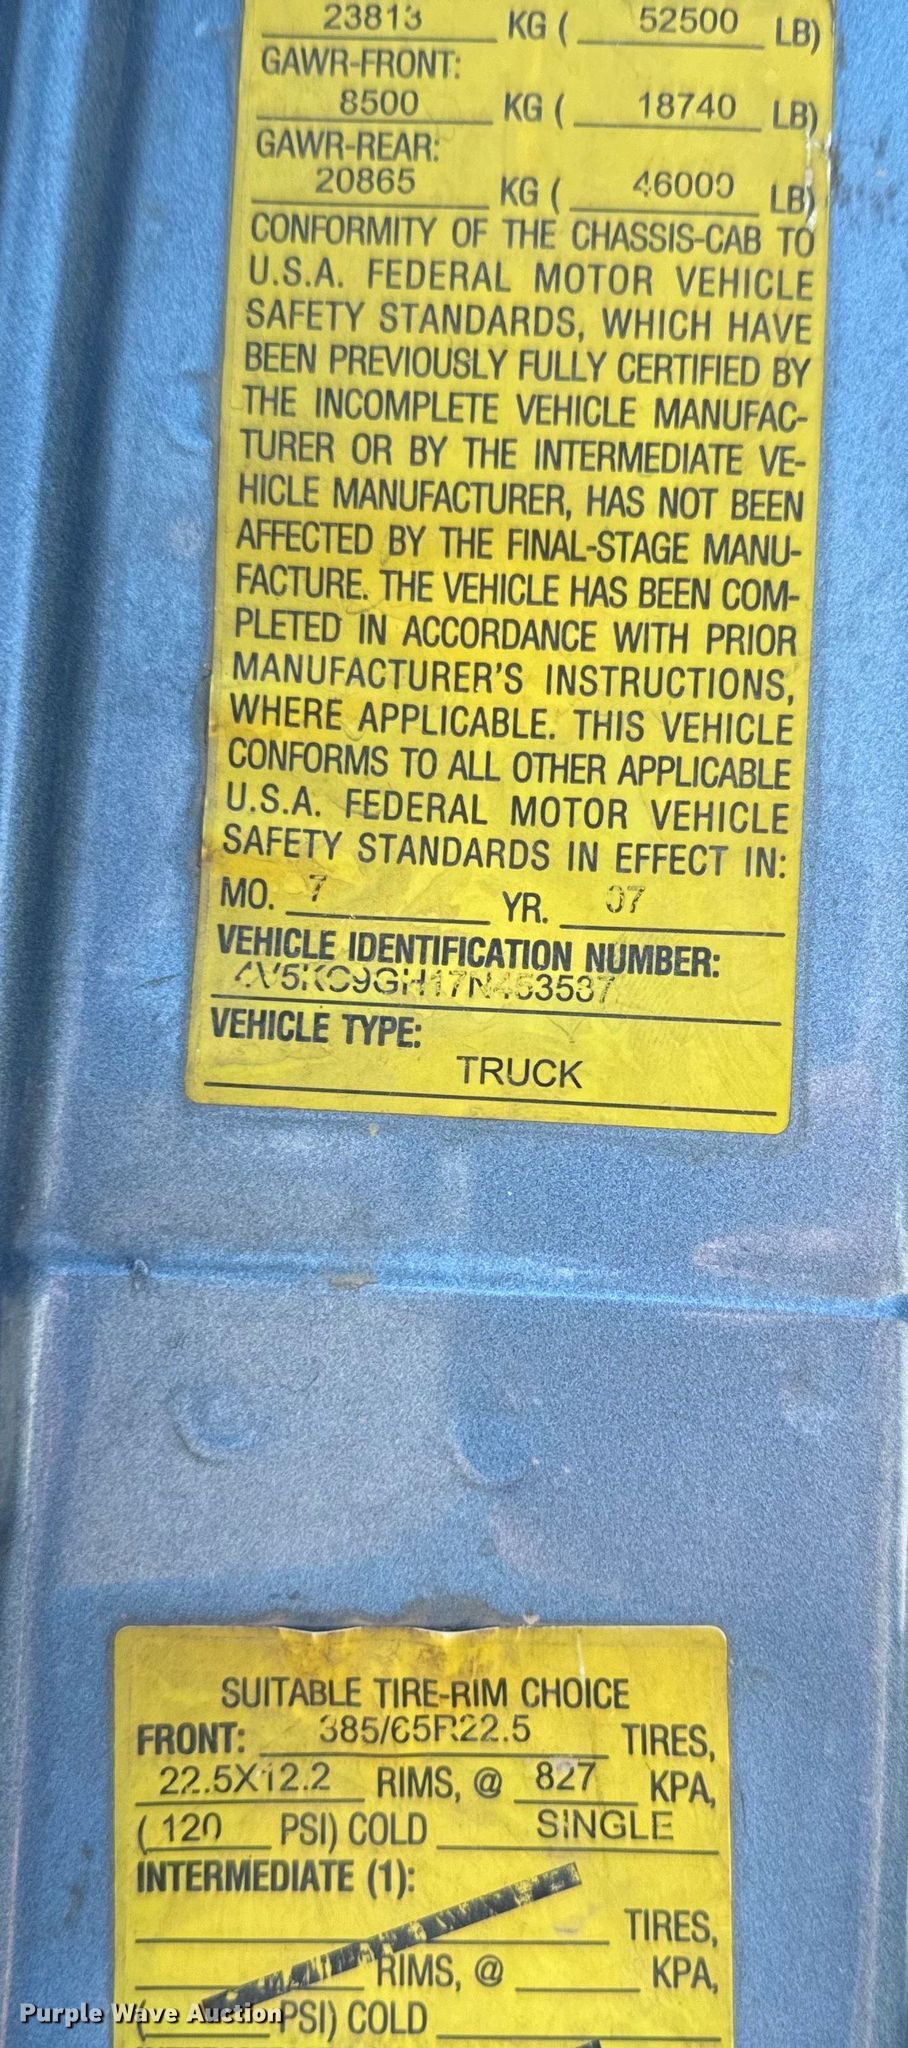 23813 KG ( 52500 LB)
GAWR-FRONT:
8500 KG ( 18740 LB)
GAWR-REAR:
20865 KG ( 46000 LB)
CONFORMITY OF THE CHASSIS-CAB TO
U.S.A. FEDERAL MOTOR VEHICLE
SAFETY STANDARDS, WHICH HAVE
BEEN PREVIOUSLY FULLY CERTIFIED BY
THE INCOMPLETE VEHICLE MANUFAC-
TURER OR BY THE INTERMEDIATE VE-
HICLE MANUFACTURER, HAS NOT BEEN
AFFECTED BY THE FINAL-STAGE MANU-
FACTURE. THE VEHICLE HAS BEEN COM-
PLETED IN ACCORDANCE WITH PRIOR
MANUFACTURER'S INSTRUCTIONS,
WHERE APPLICABLE. THIS VEHICLE
CONFORMS TO ALL OTHER APPLICABLE
U.S.A. FEDERAL MOTOR VEHICLE
SAFETY STANDARDS IN EFFECT IN:
MO. 7 YR. 07
VEHICLE IDENTIFICATION NUMBER:
4V5KC9GH17N453537
VEHICLE TYPE:
TRUCK
SUITABLE TIRE-RIM CHOICE
FRONT: 385/65R22.5 TIRES,
22.5X12.2 RIMS, @ 827 KPA,
( 120 PSI) COLD SINGLE
INTERMEDIATE (1):
TIRES,
RIMS, @ KPA,
( PSI) COLD
Purple Wave Auction